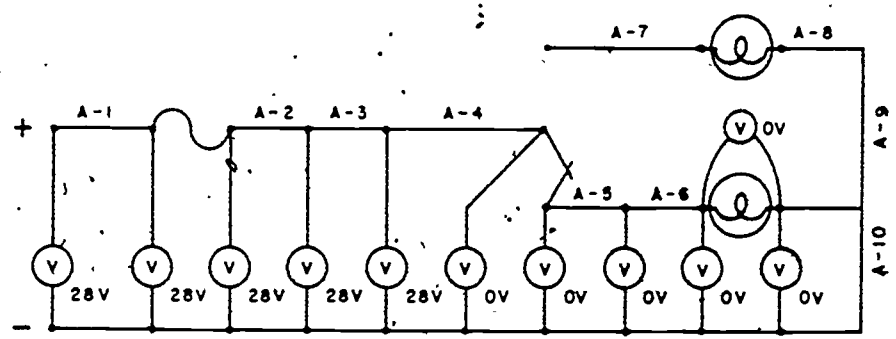 A-7 A-8
A-1 A-2 A-3 A-4
+
V 0V
A-9
A-5 A-6
A-10
V V V V V V V V V V
28V 28V 28V 28V 28V 0V 0V 0V 0V 0V
−